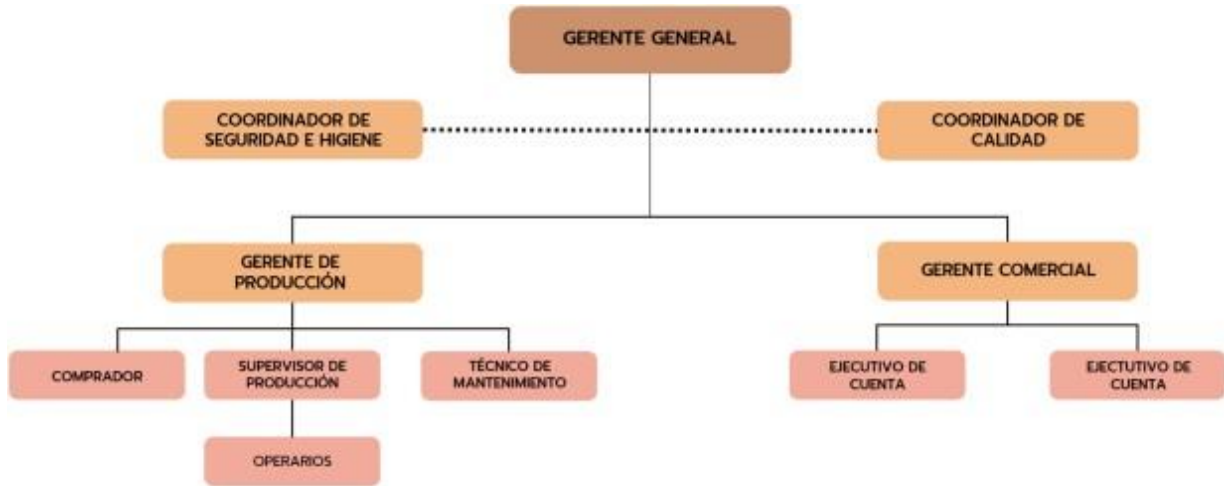 GERENTE GENERAL
COORDINADOR DE
SEGURIDAD E HIGIENE
COORDINADOR DE
CALIDAD
GERENTE DE
PRODUCCIÓN
GERENTE COMERCIAL
COMPRADOR
SUPERVISOR DE
PRODUCCIÓN
TÉCNICO DE
MANTENIMIENTO
EJECUTIVO DE
CUENTA
EJECTUTIVO DE
CUENTA
OPERARIOS